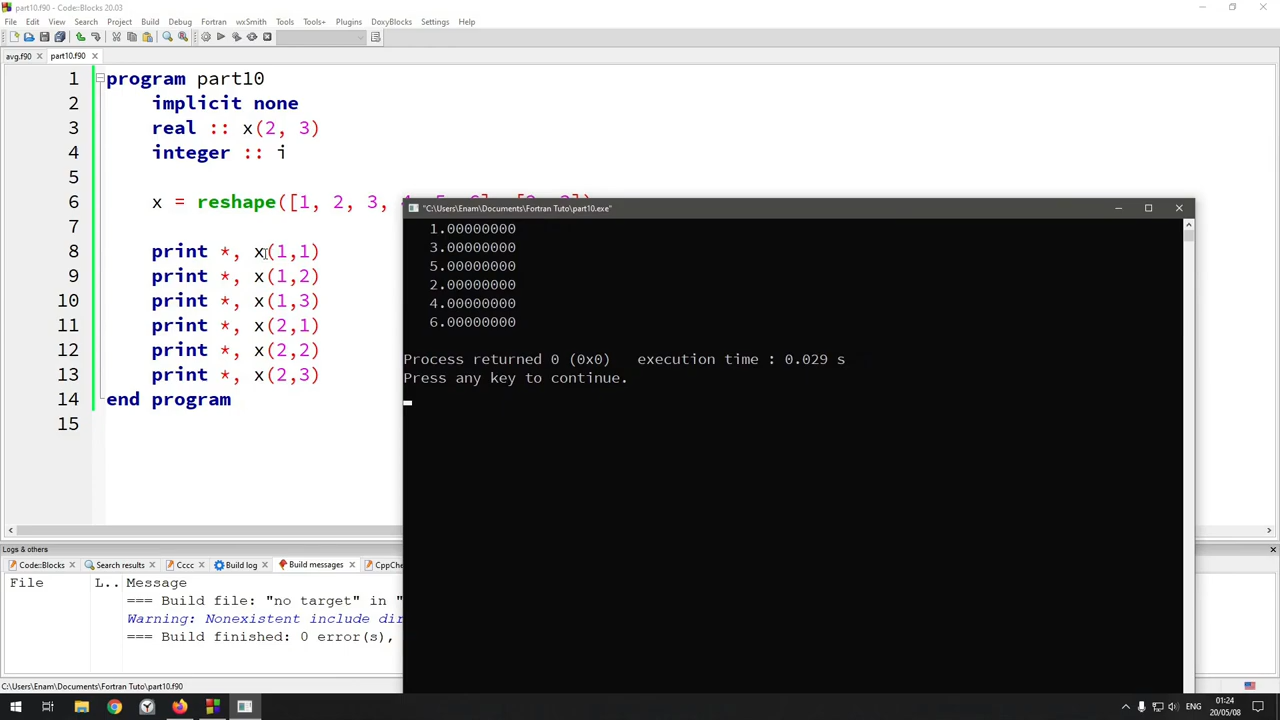 part10.f90 - Code::Blocks 20.03
File Edit View Search Project Build Debug Fortran wxSmith Tools Tools+ Plugins DoxyBlocks Settings Help
avg.f90 part10.f90
1 program part10
2 implicit none
3 real :: x(2, 3)
4 integer :: i
5
6 x = reshape([1, 2, 3,
7
8 print *, x(1,1)
9 print *, x(1,2)
10 print *, x(1,3)
11 print *, x(2,1)
12 print *, x(2,2)
13 print *, x(2,3)
14 end program
15
"C:\Users\Enam\Documents\Fortran Tuto\part10.exe"
1.00000000
3.00000000
5.00000000
2.00000000
4.00000000
6.00000000
Process returned 0 (0x0) execution time : 0.029 s
Press any key to continue.
Logs & others
Code::Blocks Search results Cccc Build log Build messages CppChe
File L.. Message
=== Build file: "no target" in "
Warning: Nonexistent include dir
=== Build finished: 0 error(s),
C:\Users\Enam\Documents\Fortran Tuto\part10.f90
ENG
01:24
20/05/08